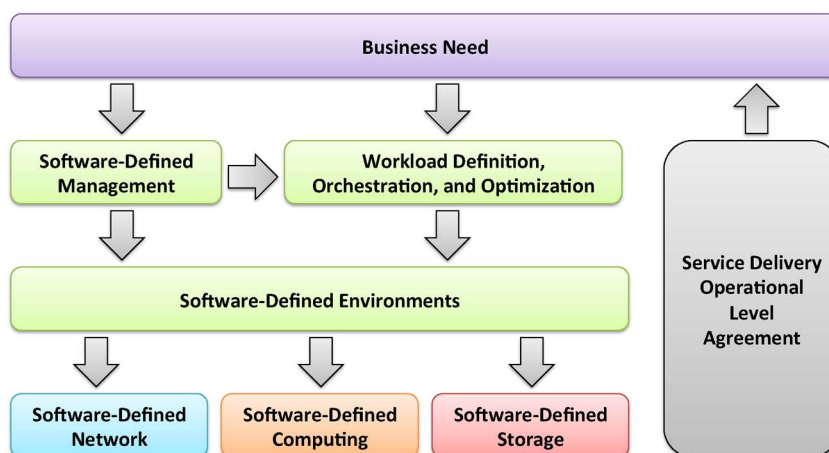 Business Need
Software-Defined
Management
Workload Definition,
Orchestration, and Optimization
Software-Defined Environments
Software-Defined
Network
Software-Defined
Computing
Software-Defined
Storage
Service Delivery
Operational
Level
Agreement